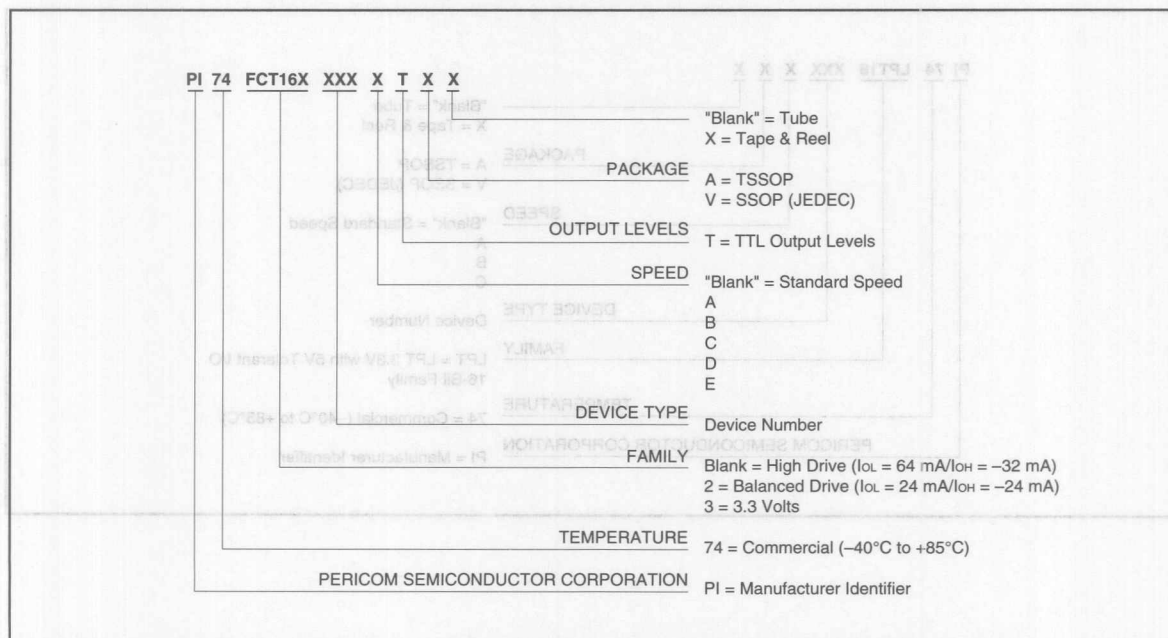 PI 74 FCT16X XXX X T X X
"Blank" = Tube
X = Tape & Reel
PACKAGE
A = TSSOP
V = SSOP (JEDEC)
OUTPUT LEVELS
T = TTL Output Levels
SPEED
"Blank" = Standard Speed
A
B
C
D
E
DEVICE TYPE
Device Number
FAMILY
Blank = High Drive (IOL = 64 mA/IOH = –32 mA)
2 = Balanced Drive (IOL = 24 mA/IOH = –24 mA)
3 = 3.3 Volts
TEMPERATURE
74 = Commercial (–40°C to +85°C)
PERICOM SEMICONDUCTOR CORPORATION
PI = Manufacturer Identifier